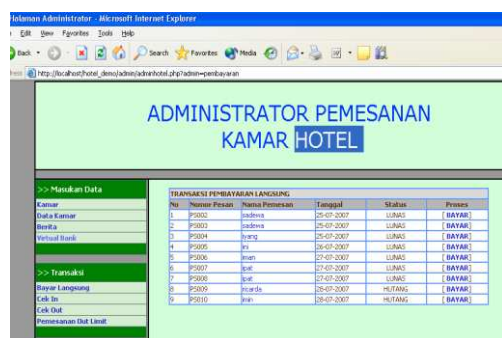 Halaman Administrator - Microsoft Internet Explorer
Edit View Favorites Tools Help
Back Search Favorites Media
http://localhost/hotel_demo/admin/adminhotel.php?admin=pembayaran
ADMINISTRATOR PEMESANAN
KAMAR HOTEL
>> Masukan Data
Kamar
Data Kamar
Berita
Virtual Bank
>> Transaksi
Bayar Langsung
Cek In
Cek Out
Pemesanan Out Limit
TRANSAKSI PEMBAYARAN LANGSUNG
No Nomor Pesan Nama Pemesan Tanggal Status Proses
1 PS002 sadewa 25-07-2007 LUNAS [ BAYAR]
2 PS003 sadewa 25-07-2007 LUNAS [ BAYAR]
3 PS004 iyang 25-07-2007 LUNAS [ BAYAR]
4 PS005 ini 26-07-2007 LUNAS [ BAYAR]
5 PS006 iman 27-07-2007 LUNAS [ BAYAR]
6 PS007 ipat 27-07-2007 LUNAS [ BAYAR]
7 PS008 ipat 27-07-2007 LUNAS [ BAYAR]
8 PS009 ricarda 28-07-2007 HUTANG [ BAYAR]
9 PS010 imin 28-07-2007 HUTANG [ BAYAR]